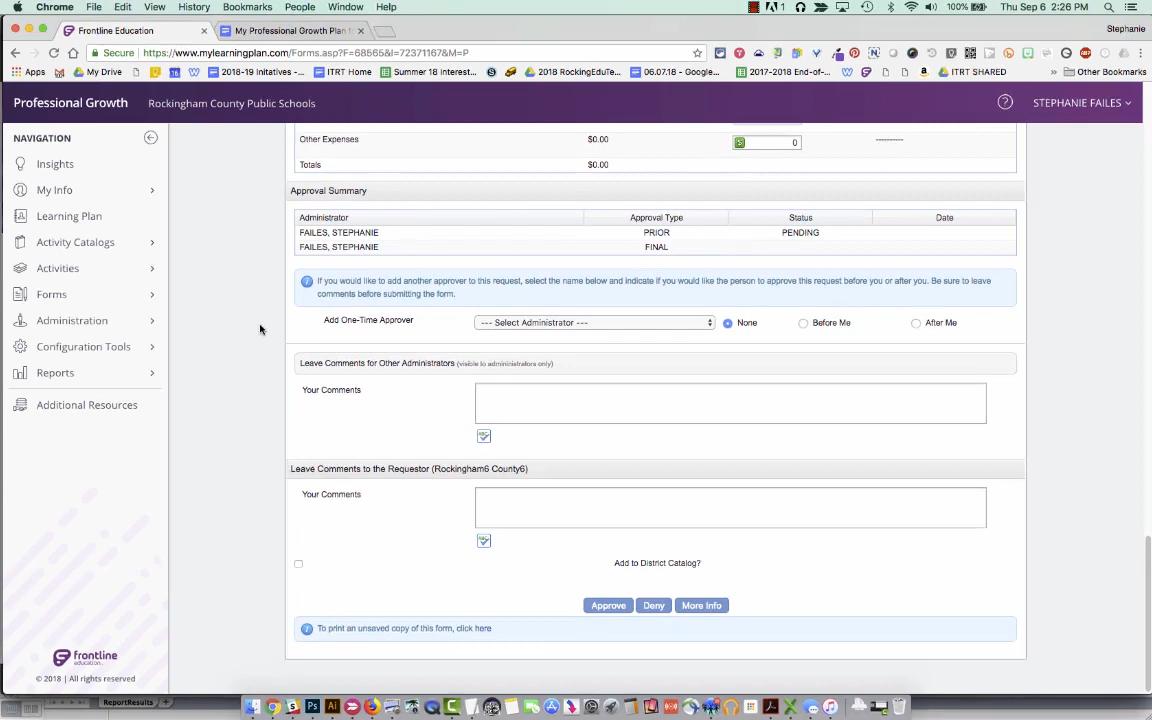 Chrome File Edit View History Bookmarks People Window Help 100% Thu Sep 6 2:26 PM
Frontline Education My Professional Growth Plan Stephanie
Secure https://www.mylearningplan.com/Forms.asp?F=68565&I=72371167&M=P
Apps My Drive 2018-19 Initatives -... ITRT Home Summer 18 Interest... 2018 RockingEduTe... 06.07.18 - Google... 2017-2018 End-of-... ITRT SHARED » Other Bookmarks
Professional Growth Rockingham County Public Schools STEPHANIE FAILES
NAVIGATION
Insights
My Info
Learning Plan
Activity Catalogs
Activities
Forms
Administration
Configuration Tools
Reports
Additional Resources
frontline
education
© 2018 | All rights reserved
Other Expenses $0.00 0 ----------
Totals $0.00
Approval Summary
Administrator Approval Type Status Date
FAILES, STEPHANIE PRIOR PENDING
FAILES, STEPHANIE FINAL
If you would like to add another approver to this request, select the name below and indicate if you would like the person to approve this request before you or after you. Be sure to leave
comments before submitting the form.
Add One-Time Approver --- Select Administrator --- None Before Me After Me
Leave Comments for Other Administrators (visible to admininistrators only)
Your Comments
Leave Comments to the Requestor (Rockingham6 County6)
Your Comments
Add to District Catalog?
Approve Deny More Info
To print an unsaved copy of this form, click here
ReportResults